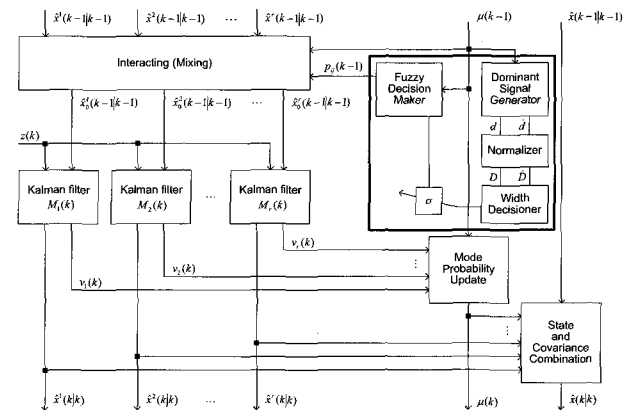 x̂¹(k−1|k−1) x̂²(k−1|k−1) ... x̂ʳ(k−1|k−1) μ(k−1) x̂(k−1|k−1)
Interacting (Mixing)
p_ij(k−1)
Fuzzy
Decision
Maker
Dominant
Signal
Generator
x̂₀¹(k−1|k−1) x̂₀²(k−1|k−1) ... x̂₀ʳ(k−1|k−1)
d ḋ
z(k)
Normalizer
D Ḋ
Kalman filter
M₁(k)
Kalman filter
M₂(k)
...
Kalman filter
Mᵣ(k)
σ
Width
Decisioner
vᵣ(k)
v₂(k)
v₁(k)
⋮
Mode
Probability
Update
⋮
State
and
Covariance
Combination
x̂¹(k|k) x̂²(k|k) ... x̂ʳ(k|k) μ(k) x̂(k|k)